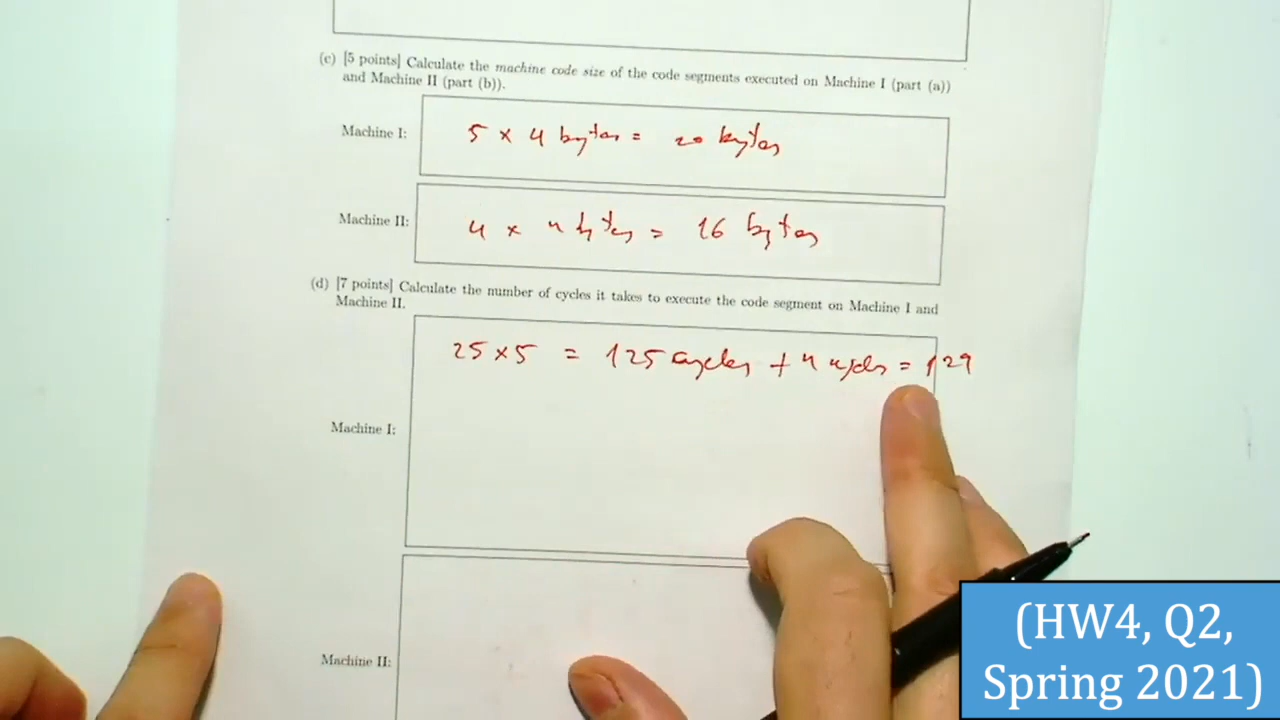 (c) [5 points] Calculate the machine code size of the code segments executed on Machine I (part (a))
and Machine II (part (b)).
Machine I:
5 × 4 bytes = 20 bytes
Machine II:
4 × 4 bytes = 16 bytes
(d) [7 points] Calculate the number of cycles it takes to execute the code segment on Machine I and
Machine II.
25 × 5 = 125 cycles + 4 cycles = 129
Machine I:
Machine II:
(HW4, Q2,
Spring 2021)